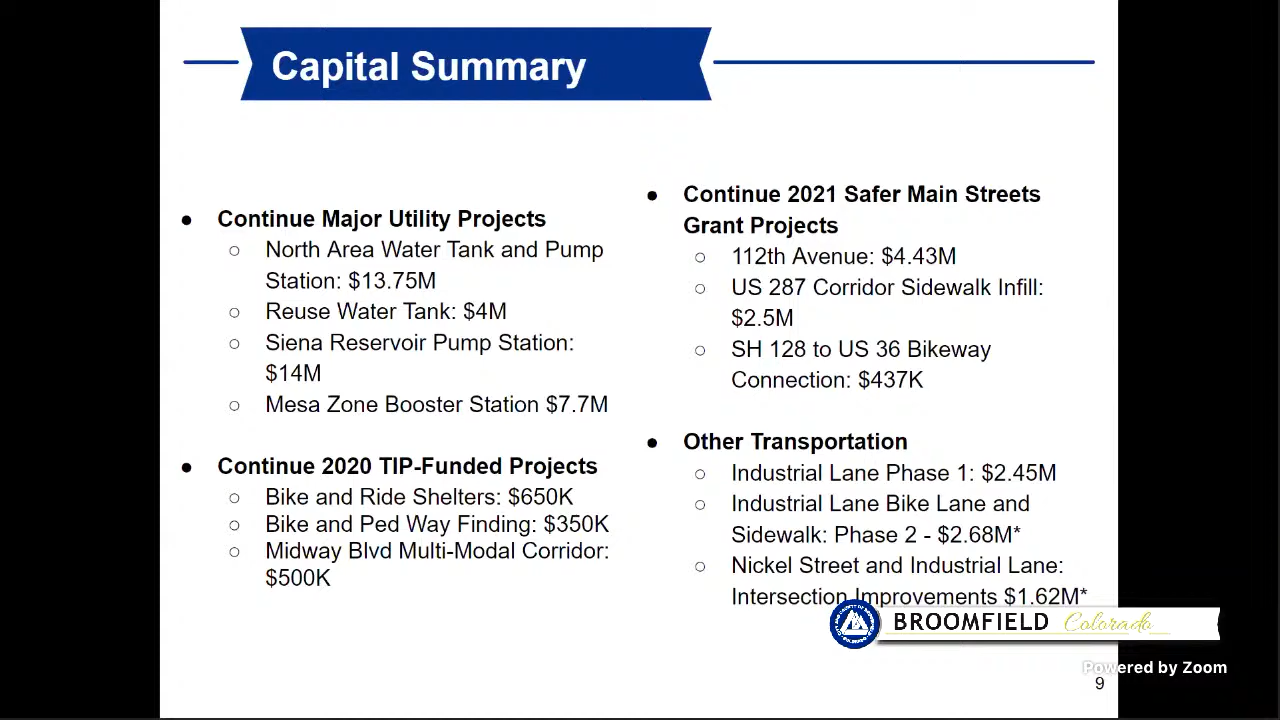 Capital Summary
● Continue Major Utility Projects
○ North Area Water Tank and Pump
Station: $13.75M
○ Reuse Water Tank: $4M
○ Siena Reservoir Pump Station:
$14M
○ Mesa Zone Booster Station $7.7M
● Continue 2020 TIP-Funded Projects
○ Bike and Ride Shelters: $650K
○ Bike and Ped Way Finding: $350K
○ Midway Blvd Multi-Modal Corridor:
$500K
● Continue 2021 Safer Main Streets
Grant Projects
○ 112th Avenue: $4.43M
○ US 287 Corridor Sidewalk Infill:
$2.5M
○ SH 128 to US 36 Bikeway
Connection: $437K
● Other Transportation
○ Industrial Lane Phase 1: $2.45M
○ Industrial Lane Bike Lane and
Sidewalk: Phase 2 - $2.68M*
○ Nickel Street and Industrial Lane:
Intersection Improvements $1.62M*
BROOMFIELD Colorado
Powered by Zoom
9